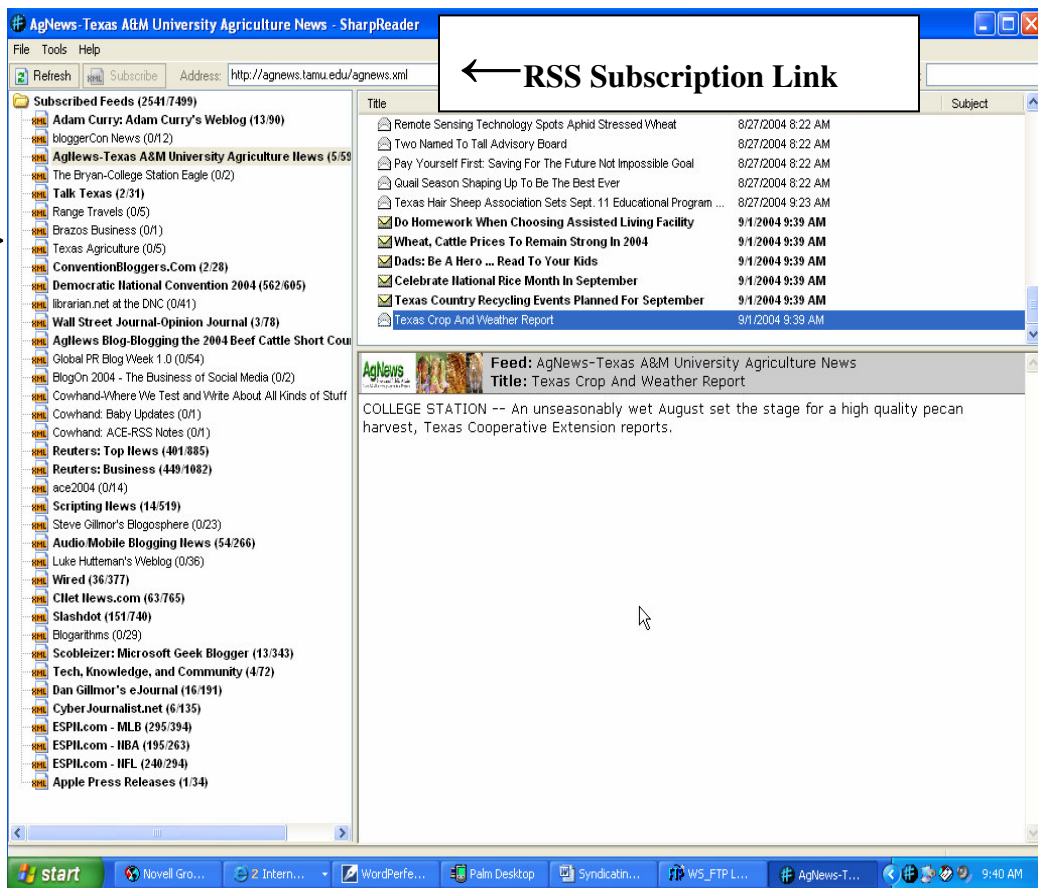 AgNews-Texas A&M University Agriculture News - SharpReader
File Tools Help
Refresh Subscribe Address: http://agnews.tamu.edu/agnews.xml
←RSS Subscription Link
Subscribed Feeds (2541/7499)
Adam Curry: Adam Curry's Weblog (13/90)
bloggerCon News (0/12)
AgNews-Texas A&M University Agriculture News (5/59
The Bryan-College Station Eagle (0/2)
Talk Texas (2/31)
Range Travels (0/5)
Brazos Business (0/1)
Texas Agriculture (0/5)
ConventionBloggers.Com (2/28)
Democratic National Convention 2004 (562/605)
librarian.net at the DNC (0/41)
Wall Street Journal-Opinion Journal (3/78)
AgNews Blog-Blogging the 2004 Beef Cattle Short Cou
Global PR Blog Week 1.0 (0/54)
BlogOn 2004 - The Business of Social Media (0/2)
Cowhand-Where We Test and Write About All Kinds of Stuff
Cowhand: Baby Updates (0/1)
Cowhand: ACE-RSS Notes (0/1)
Reuters: Top News (401/885)
Reuters: Business (449/1082)
ace2004 (0/14)
Scripting News (14/519)
Steve Gillmor's Blogosphere (0/23)
Audio/Mobile Blogging News (54/266)
Luke Hutteman's Weblog (0/36)
Wired (36/377)
CNet News.com (63/765)
Slashdot (151/740)
Blogarithms (0/29)
Scobleizer: Microsoft Geek Blogger (13/343)
Tech, Knowledge, and Community (4/72)
Dan Gillmor's eJournal (16/191)
CyberJournalist.net (6/135)
ESPN.com - MLB (295/394)
ESPN.com - NBA (195/263)
ESPN.com - NFL (240/294)
Apple Press Releases (1/34)
Title Subject
Remote Sensing Technology Spots Aphid Stressed Wheat 8/27/2004 8:22 AM
Two Named To Tall Advisory Board 8/27/2004 8:22 AM
Pay Yourself First: Saving For The Future Not Impossible Goal 8/27/2004 8:22 AM
Quail Season Shaping Up To Be The Best Ever 8/27/2004 8:22 AM
Texas Hair Sheep Association Sets Sept. 11 Educational Program ... 8/27/2004 9:23 AM
Do Homework When Choosing Assisted Living Facility 9/1/2004 9:39 AM
Wheat, Cattle Prices To Remain Strong In 2004 9/1/2004 9:39 AM
Dads: Be A Hero ... Read To Your Kids 9/1/2004 9:39 AM
Celebrate National Rice Month In September 9/1/2004 9:39 AM
Texas Country Recycling Events Planned For September 9/1/2004 9:39 AM
Texas Crop And Weather Report 9/1/2004 9:39 AM
AgNews
Feed: AgNews-Texas A&M University Agriculture News
Title: Texas Crop And Weather Report
COLLEGE STATION -- An unseasonably wet August set the stage for a high quality pecan
harvest, Texas Cooperative Extension reports.
start Novell Gro... 2 Intern... WordPerfe... Palm Desktop Syndicatin... WS_FTP L... AgNews-T... 9:40 AM